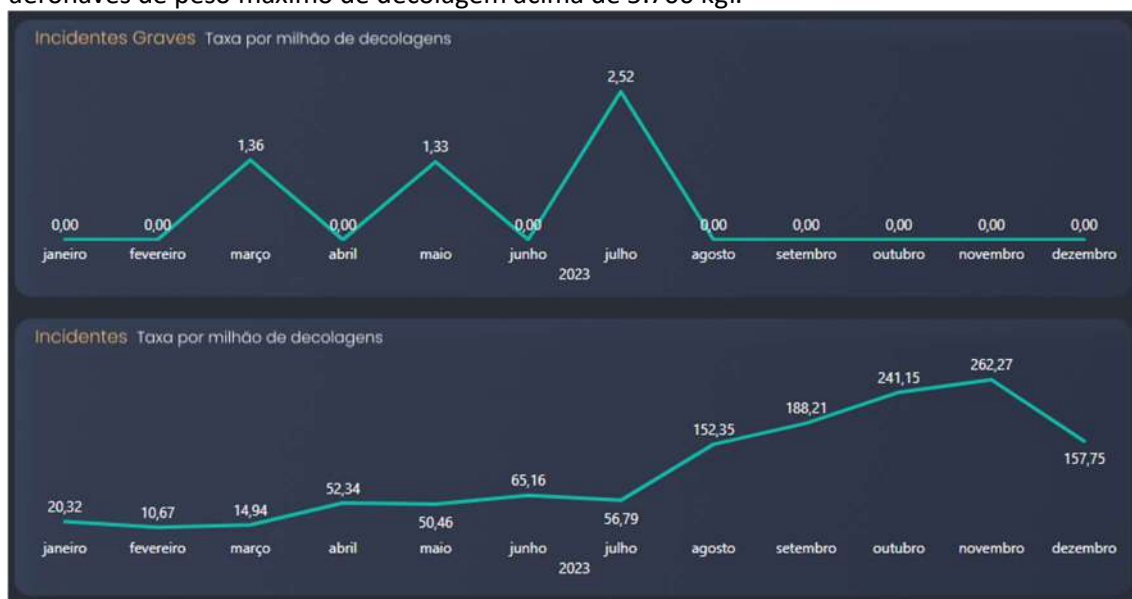 aeronaves de peso máximo de decolagem acima de 5.700 kg).
Incidentes Graves Taxa por milhão de decolagens
2,52
1,36 1,33
0,00 0,00 0,00 0,00 0,00 0,00 0,00 0,00 0,00
janeiro fevereiro março abril maio junho julho agosto setembro outubro novembro dezembro
2023
Incidentes Taxa por milhão de decolagens
262,27
241,15
188,21
152,35
157,75
65,16
52,34
20,32 10,67 14,94 50,46 56,79
janeiro fevereiro março abril maio junho julho agosto setembro outubro novembro dezembro
2023